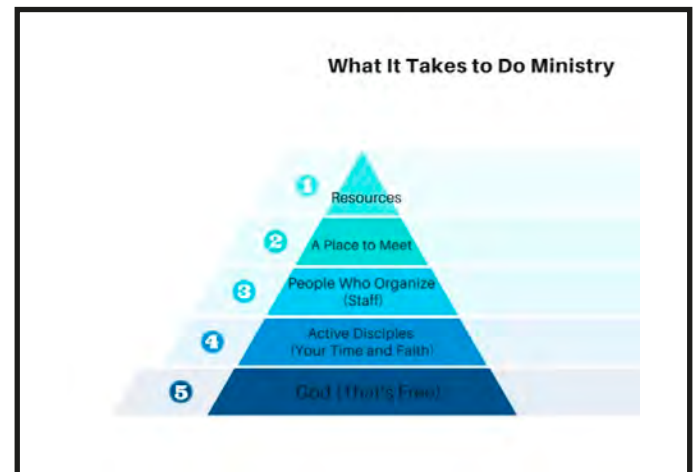 What It Takes to Do Ministry
1
Resources
2
A Place to Meet
3
People Who Organize
(Staff)
4
Active Disciples
(Your Time and Faith)
5
God (That's Free)